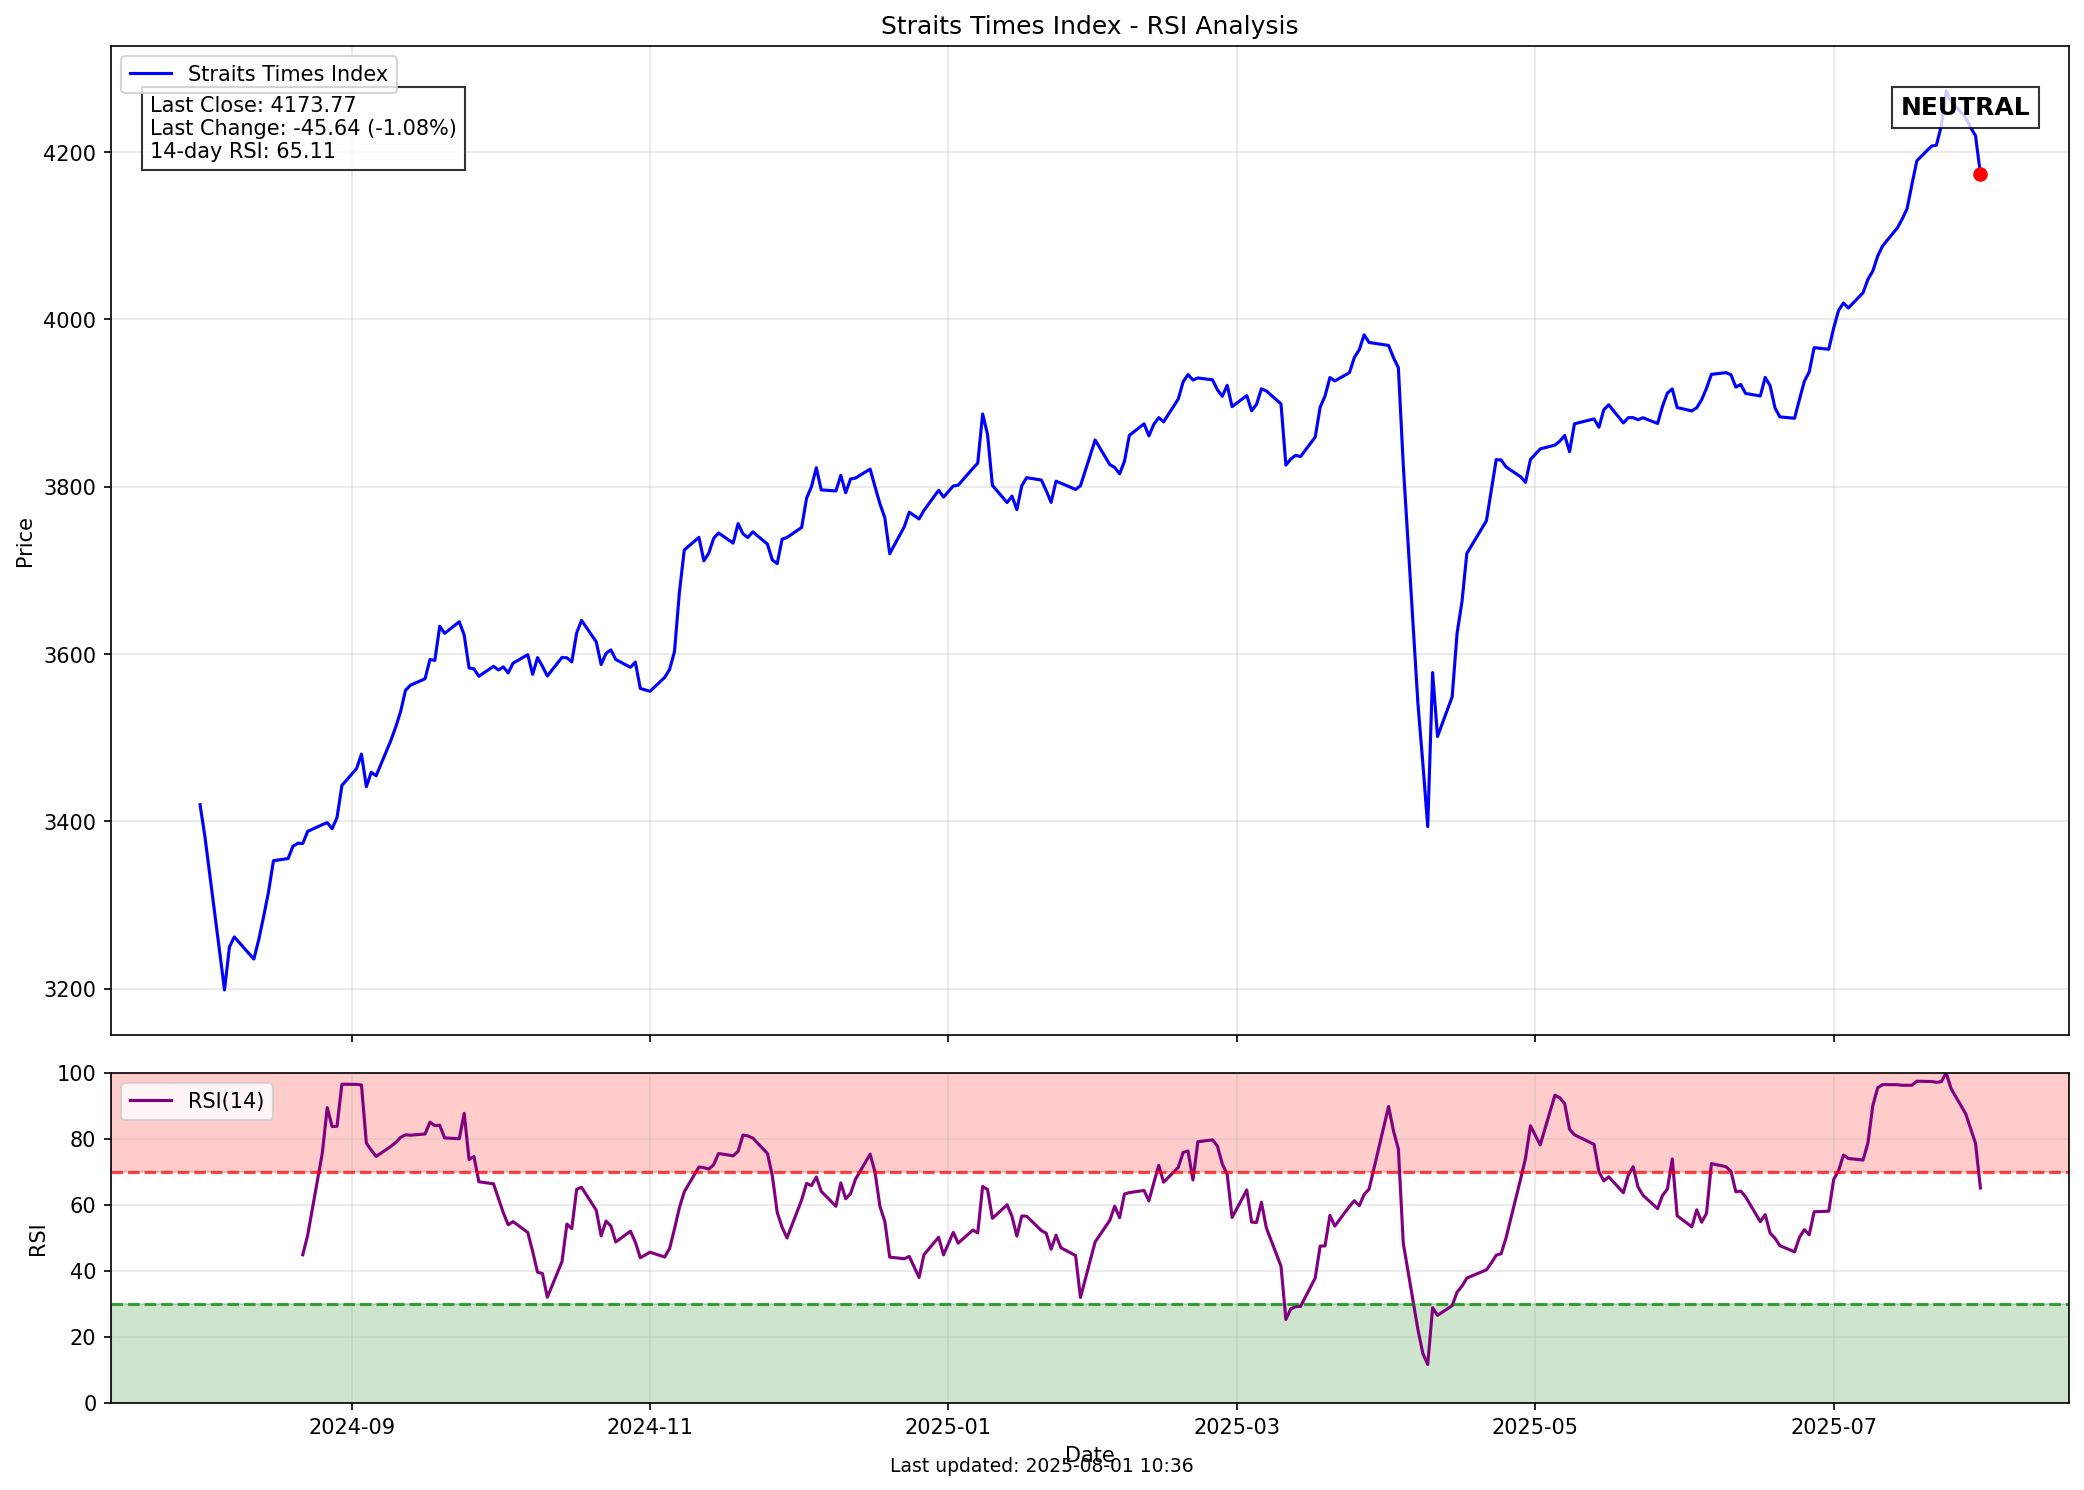 Straits Times Index - RSI Analysis
Straits Times Index
Last Close: 4173.77
Last Change: -45.64 (-1.08%)
14-day RSI: 65.11
NEUTRAL
Price
4200
4000
3800
3600
3400
3200
RSI(14)
RSI
100
80
60
40
20
0
2024-09
2024-11
2025-01
2025-03
2025-05
2025-07
Date
Last updated: 2025-08-01 10:36